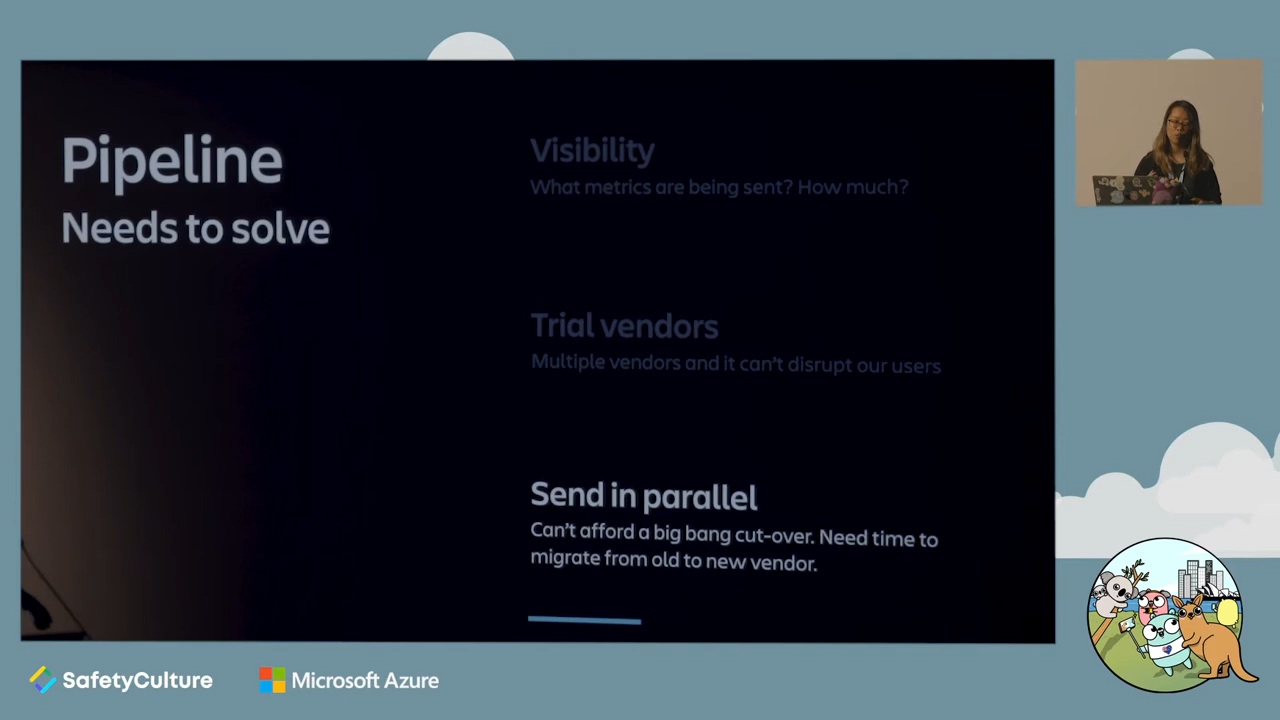 Pipeline
Needs to solve
Visibility
What metrics are being sent? How much?
Trial vendors
Multiple vendors and it can't disrupt our users
Send in parallel
Can't afford a big bang cut-over. Need time to
migrate from old to new vendor.
SafetyCulture
Microsoft Azure